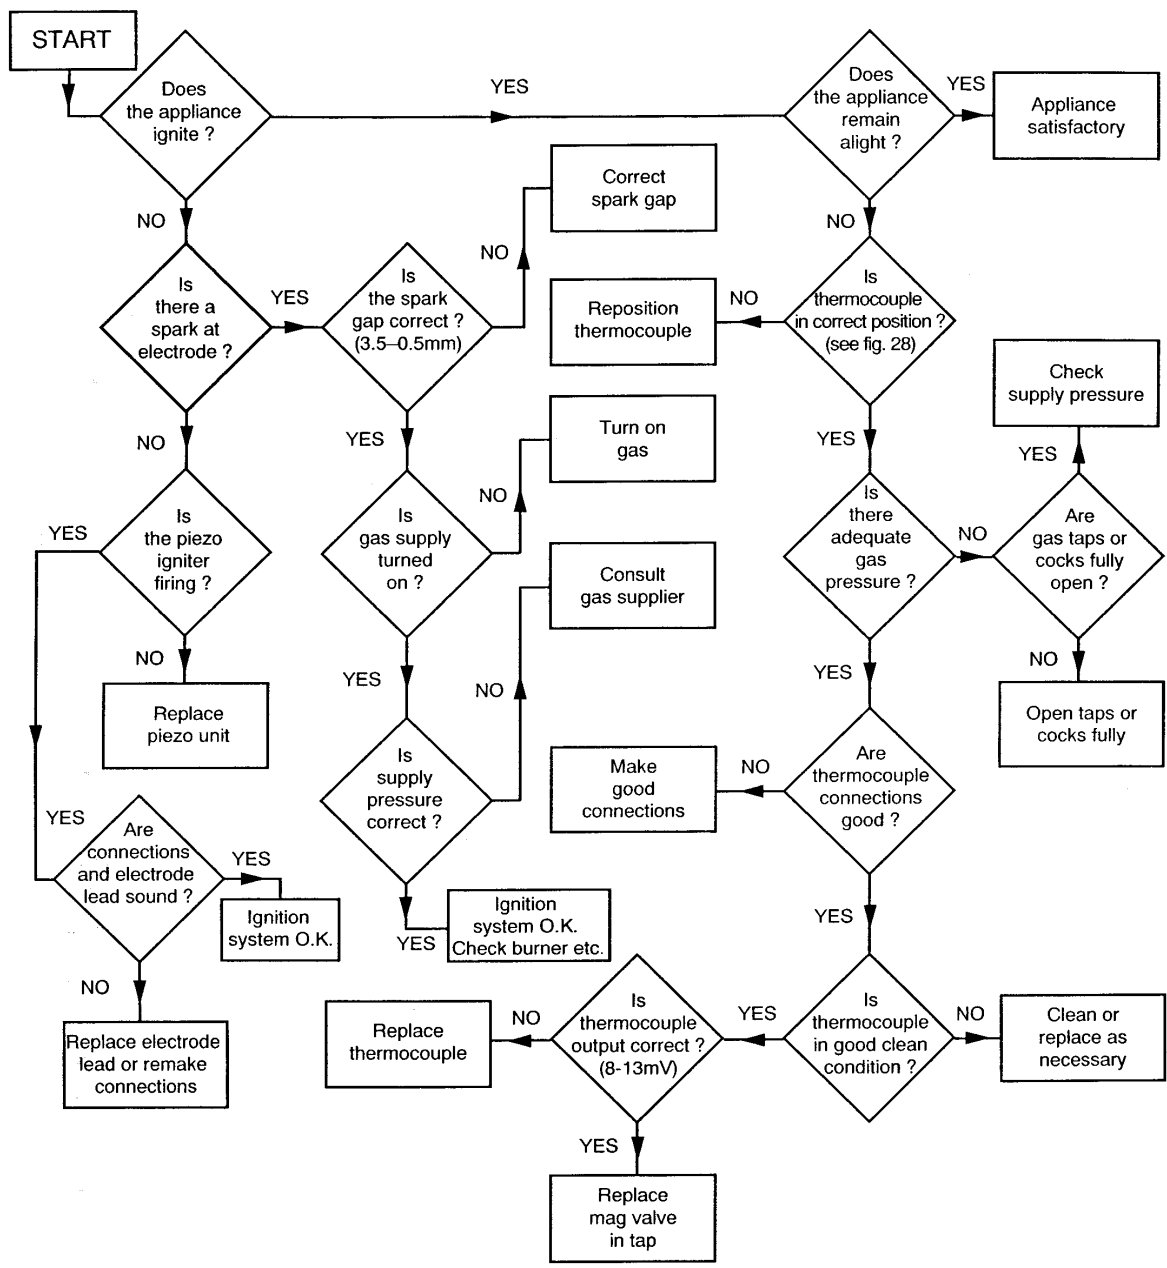 START
Does
the appliance
ignite ?
YES
Does
the appliance
remain
alight ?
YES
Appliance
satisfactory
NO
Correct
spark gap
NO
NO
Is
there a
spark at
electrode ?
YES
Is
the spark
gap correct ?
(3.5–0.5mm)
Reposition
thermocouple
NO
Is
thermocouple
in correct position ?
(see fig. 28)
Check
supply pressure
NO
YES
Turn on
gas
YES
YES
Is
the piezo
igniter
firing ?
YES
Is
gas supply
turned
on ?
NO
Is
there
adequate
gas
pressure ?
NO
Are
gas taps or
cocks fully
open ?
Consult
gas supplier
NO
YES
NO
YES
NO
Replace
piezo unit
Open taps or
cocks fully
Is
supply
pressure
correct ?
Make
good
connections
NO
Are
thermocouple
connections
good ?
YES
Are
connections
and electrode
lead sound ?
YES
Ignition
system O.K.
YES
Ignition
system O.K.
Check burner etc.
YES
NO
Replace electrode
lead or remake
connections
Replace
thermocouple
NO
Is
thermocouple
output correct ?
(8-13mV)
YES
Is
thermocouple
in good clean
condition ?
NO
Clean or
replace as
necessary
YES
Replace
mag valve
in tap